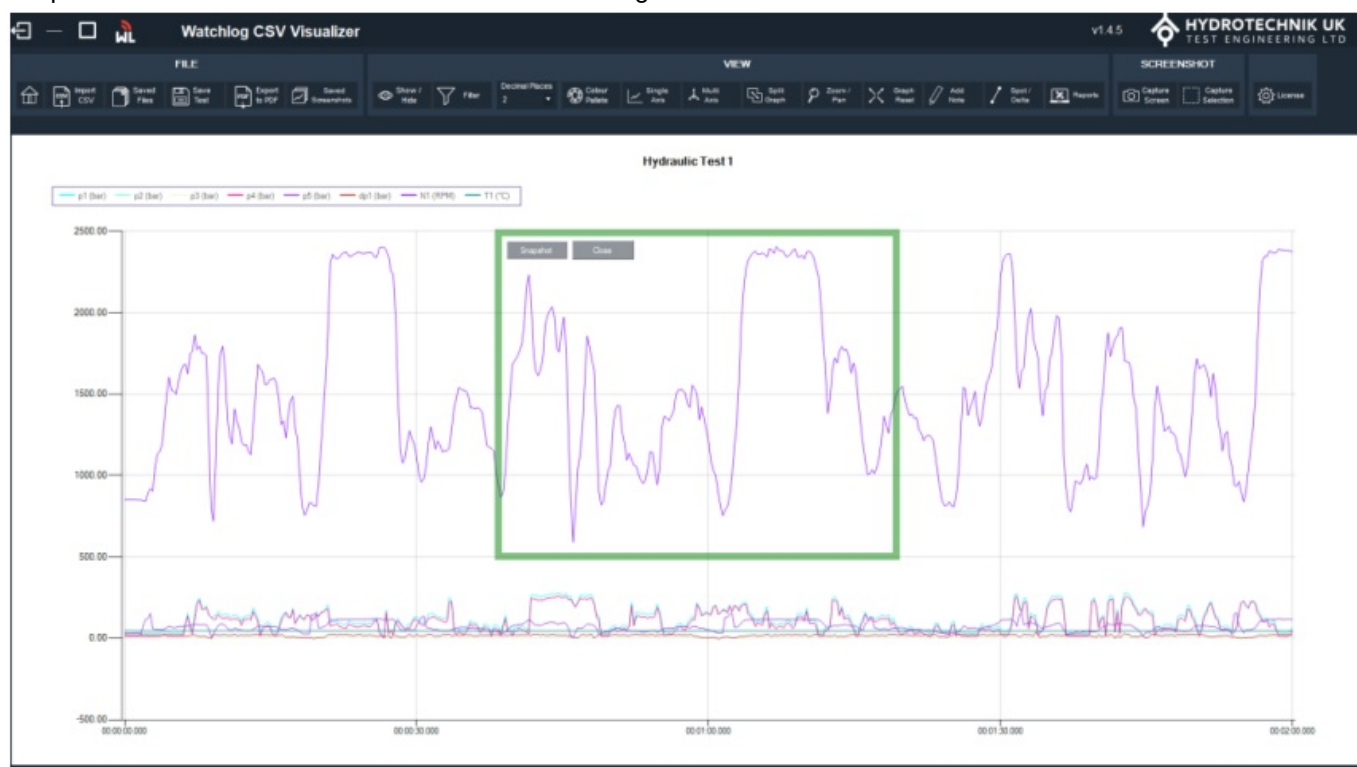 WL Watchlog CSV Visualizer v1.4.5 HYDROTECHNIK UK
TEST ENGINEERING LTD
FILE VIEW SCREENSHOT
Import CSV
Saved Files
Save Test
Export to PDF
Saved Screenshots
Show / Hide
Filter
Decimal Places
2
Colour Palette
Single Axis
Multi Axis
Split Graph
Zoom / Pan
Graph Reset
Add Note
Spot / Delta
Reports
Capture Screen
Capture Selection
License
Hydraulic Test 1
p1 (bar) p2 (bar) p3 (bar) p4 (bar) p5 (bar) dp1 (bar) N1 (RPM) T1 (°C)
Snapshot Close
2500.00
2000.00
1500.00
1000.00
500.00
0.00
-500.00
00:00:00.000 00:00:30.000 00:01:00.000 00:01:30.000 00:02:00.000